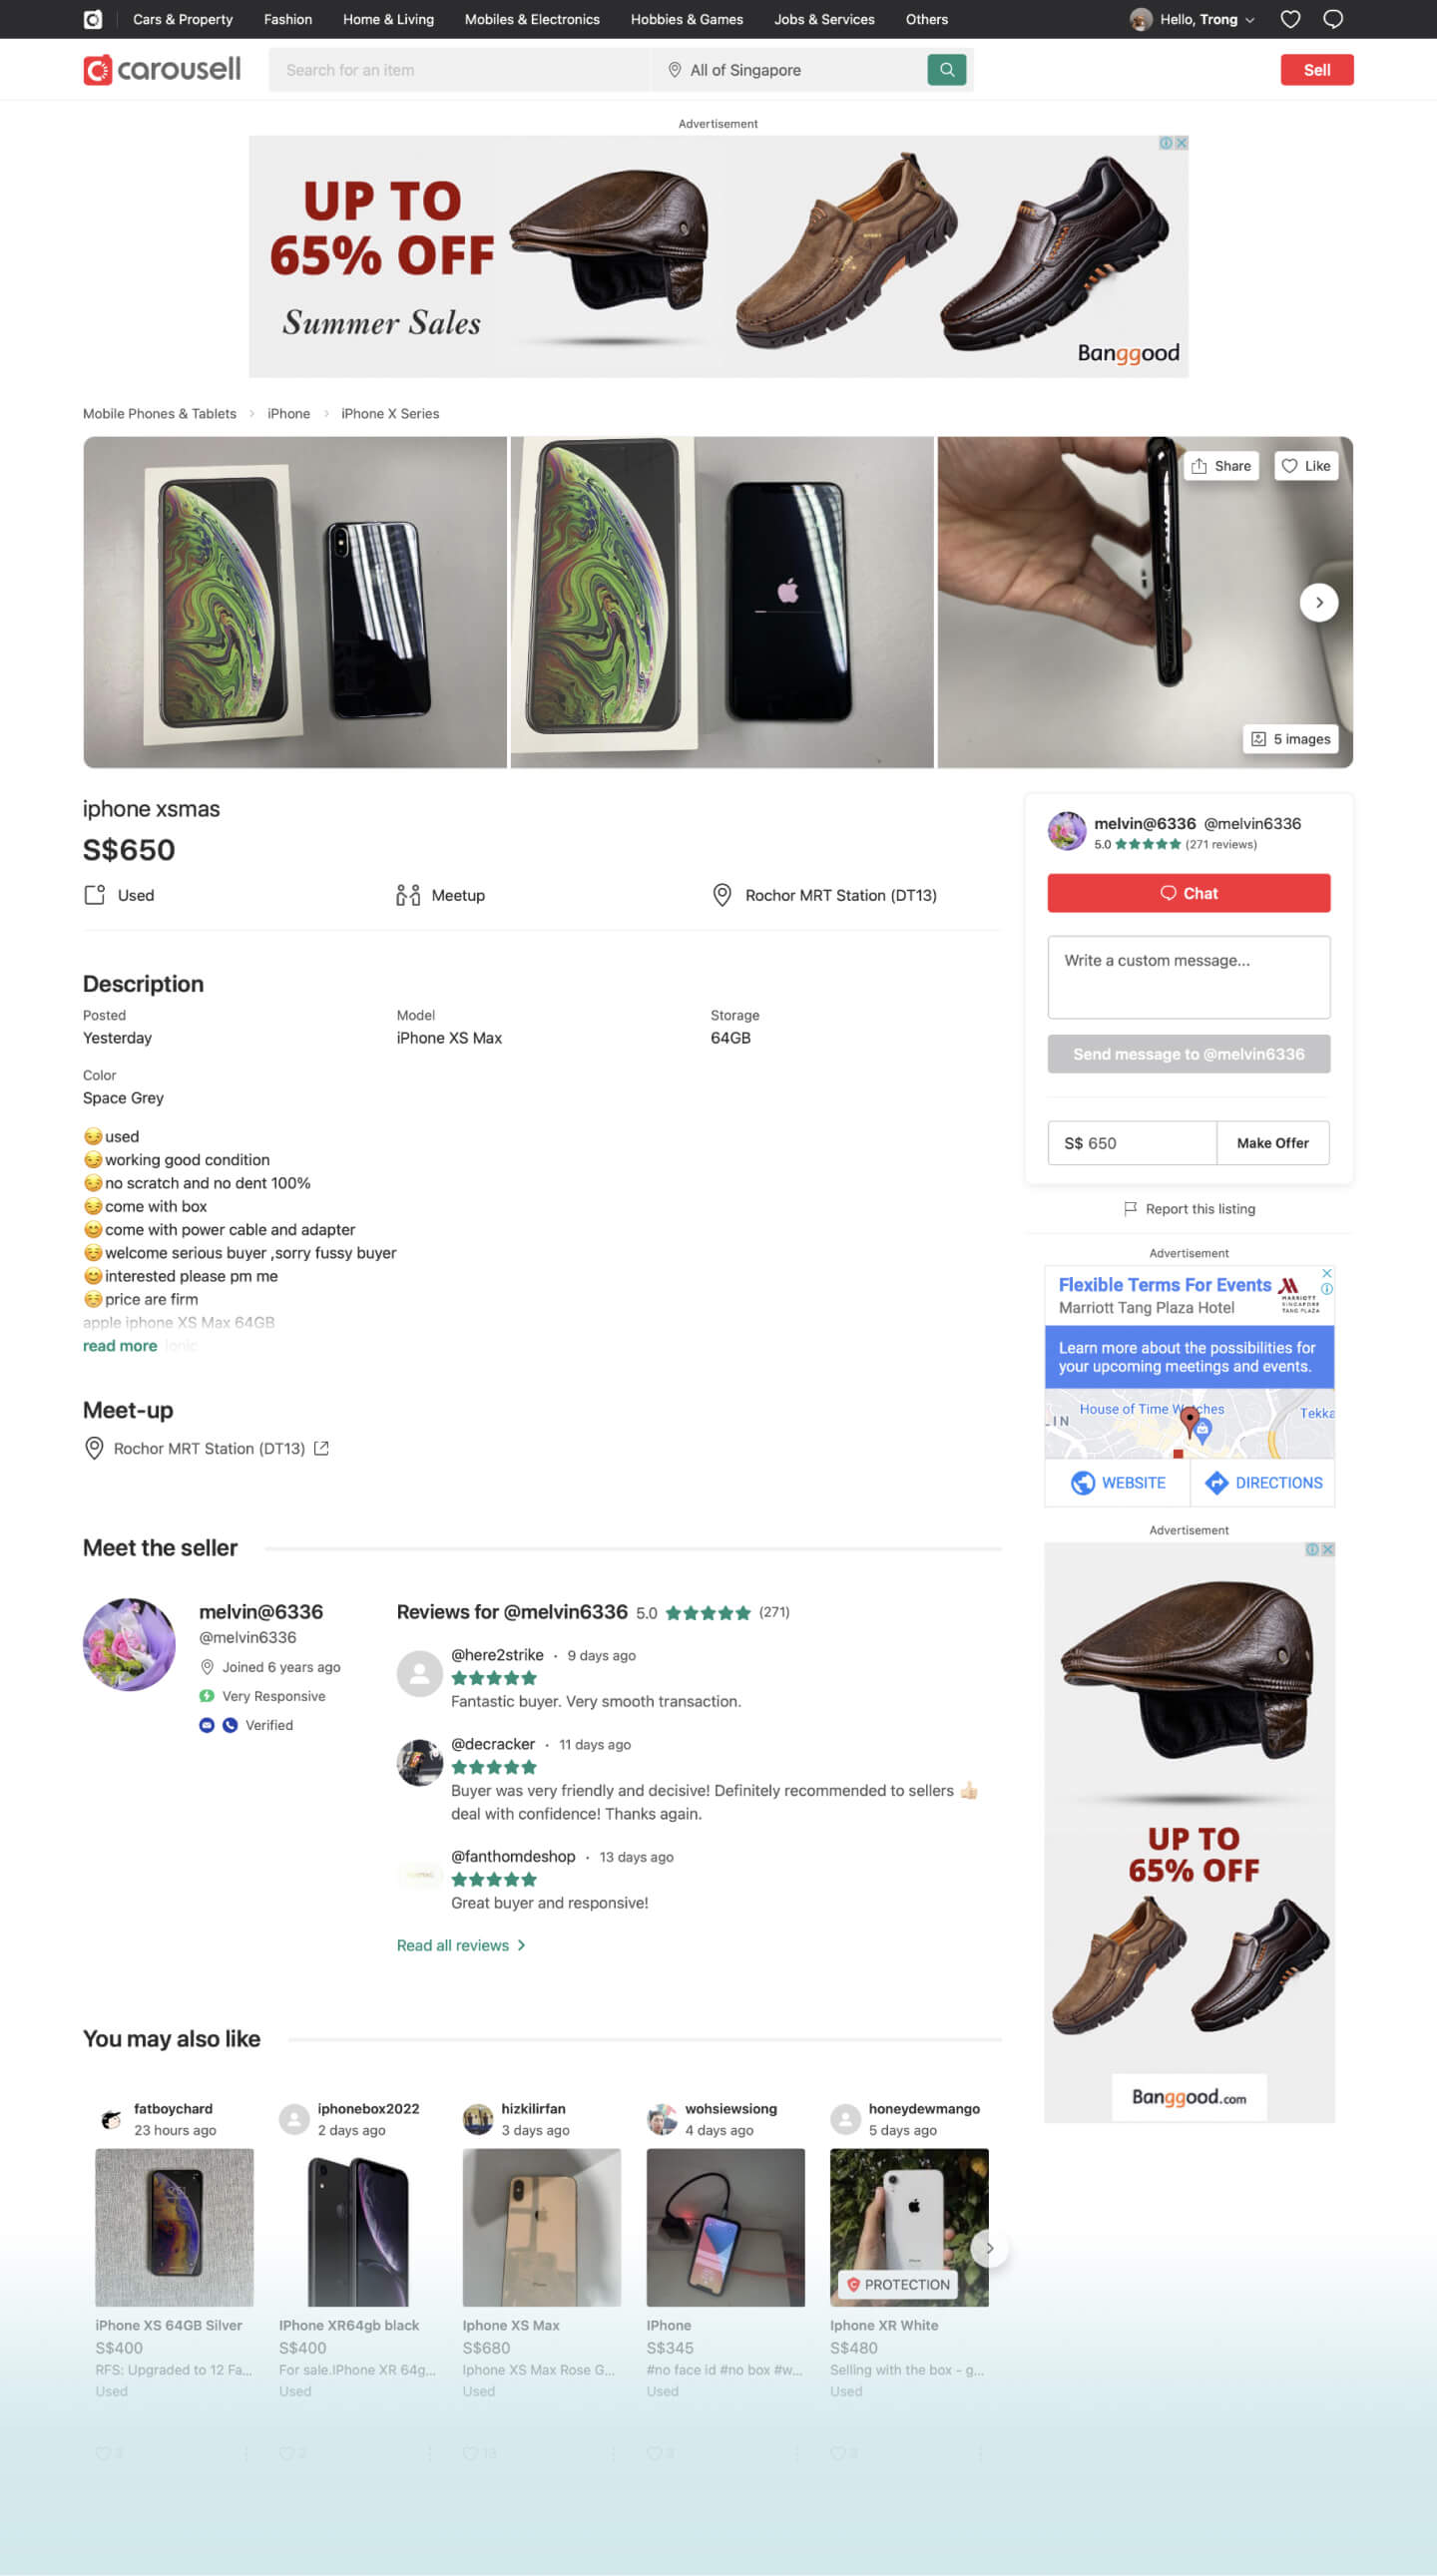 Cars & Property Fashion Home & Living Mobiles & Electronics Hobbies & Games Jobs & Services Others Hello, Trong
carousell Search for an item All of Singapore Sell
Advertisement
UP TO
65% OFF
Summer Sales
Banggood
Mobile Phones & Tablets > iPhone > iPhone X Series
Share Like
5 images
iphone xsmas
S$650
Used Meetup Rochor MRT Station (DT13)
Description
Posted Model Storage
Yesterday iPhone XS Max 64GB
Color
Space Grey
😏used
😏working good condition
😏no scratch and no dent 100%
😏come with box
😊come with power cable and adapter
☺️welcome serious buyer ,sorry fussy buyer
😊interested please pm me
☺️price are firm
apple iphone XS Max 64GB
read more
Meet-up
Rochor MRT Station (DT13)
melvin@6336 @melvin6336
5.0 ★★★★★ (271 reviews)
Chat
Write a custom message...
Send message to @melvin6336
S$ 650 Make Offer
Report this listing
Advertisement
Flexible Terms For Events
Marriott Tang Plaza Hotel
MARRIOTT
SINGAPORE
TANG PLAZA
Learn more about the possibilities for
your upcoming meetings and events.
House of Time Watches
LIN Tekka
WEBSITE DIRECTIONS
Advertisement
UP TO
65% OFF
Banggood.com
Meet the seller
melvin@6336
@melvin6336
Joined 6 years ago
Very Responsive
Verified
Reviews for @melvin6336 5.0 ★★★★★ (271)
@here2strike · 9 days ago
★★★★★
Fantastic buyer. Very smooth transaction.
@decracker · 11 days ago
★★★★★
Buyer was very friendly and decisive! Definitely recommended to sellers 👍🏻
deal with confidence! Thanks again.
@fanthomdeshop · 13 days ago
★★★★★
Great buyer and responsive!
Read all reviews >
You may also like
fatboychard
23 hours ago
iPhone XS 64GB Silver
S$400
RFS: Upgraded to 12 Fa...
Used
iphonebox2022
2 days ago
IPhone XR64gb black
S$400
For sale.IPhone XR 64g...
Used
hizkilirfan
3 days ago
Iphone XS Max
S$680
Iphone XS Max Rose G...
Used
wohsiewsiong
4 days ago
IPhone
S$345
#no face id #no box #w...
Used
honeydewmango
5 days ago
PROTECTION
Iphone XR White
S$480
Selling with the box - g...
Used